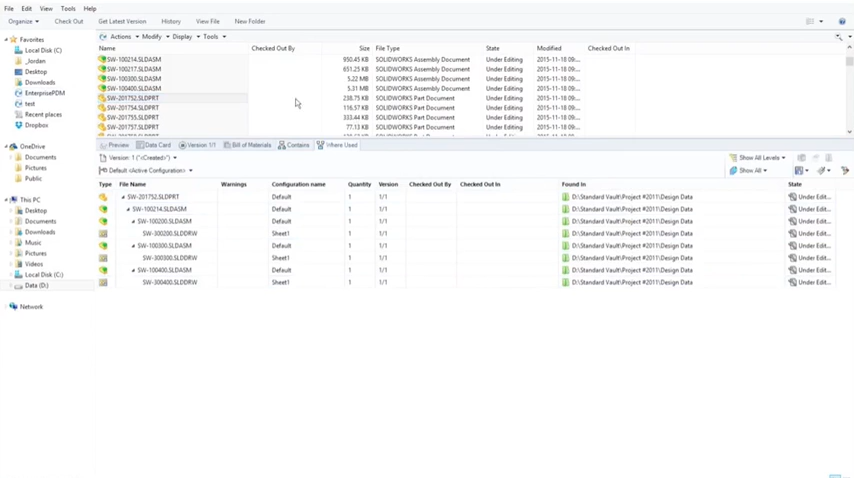 File Edit View Tools Help
Organize Check Out Get Latest Version History View File New Folder
Favorites
Local Disk (C)
_Jordan
Desktop
Downloads
EnterprisePDM
test
Recent places
Dropbox
OneDrive
Documents
Pictures
Public
This PC
Desktop
Documents
Downloads
Music
Pictures
Videos
Local Disk (C:)
Data (D:)
Network
Actions Modify Display Tools
Name Checked Out By Size File Type State Modified Checked Out In
SW-100214.SLDASM 950.45 KB SOLIDWORKS Assembly Document Under Editing 2015-11-18 09:...
SW-100217.SLDASM 651.25 KB SOLIDWORKS Assembly Document Under Editing 2015-11-18 09:...
SW-100300.SLDASM 5.22 MB SOLIDWORKS Assembly Document Under Editing 2015-11-18 09:...
SW-100400.SLDASM 5.31 MB SOLIDWORKS Assembly Document Under Editing 2015-11-18 09:...
SW-201752.SLDPRT 238.75 KB SOLIDWORKS Part Document Under Editing 2015-11-18 09:...
SW-201754.SLDPRT 116.57 KB SOLIDWORKS Part Document Under Editing 2015-11-18 09:...
SW-201755.SLDPRT 333.44 KB SOLIDWORKS Part Document Under Editing 2015-11-18 09:...
SW-201757.SLDPRT 77.13 KB SOLIDWORKS Part Document Under Editing 2015-11-18 09:...
Preview Data Card Version 1/1 Bill of Materials Contains Where Used
Version: 1 ("<Created>") Show All Levels
Default <Active Configuration> Show All
Type File Name Warnings Configuration name Quantity Version Checked Out By Checked Out In Found In State
SW-201752.SLDPRT Default 1 1/1 D:\Standard Vault\Project #2011\Design Data Under Edit...
SW-100214.SLDASM Default 1 1/1 D:\Standard Vault\Project #2011\Design Data Under Edit...
SW-100200.SLDASM Default 1 1/1 D:\Standard Vault\Project #2011\Design Data Under Edit...
SW-300200.SLDDRW Sheet1 1 1/1 D:\Standard Vault\Project #2011\Design Data Under Edit...
SW-100300.SLDASM Default 1 1/1 D:\Standard Vault\Project #2011\Design Data Under Edit...
SW-300300.SLDDRW Sheet1 1 1/1 D:\Standard Vault\Project #2011\Design Data Under Edit...
SW-100400.SLDASM Default 1 1/1 D:\Standard Vault\Project #2011\Design Data Under Edit...
SW-300400.SLDDRW Sheet1 1 1/1 D:\Standard Vault\Project #2011\Design Data Under Edit...